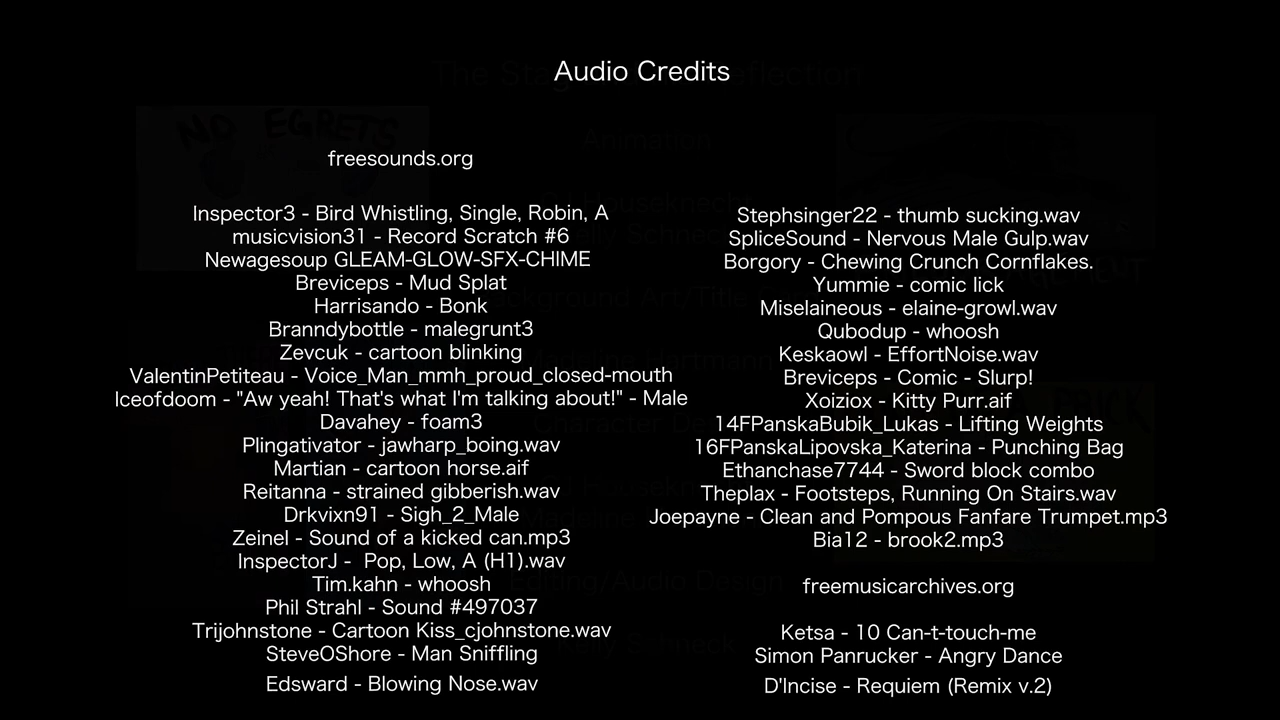 Audio Credits
freesounds.org
Inspector3 - Bird Whistling, Single, Robin, A
musicvision31 - Record Scratch #6
Newagesoup GLEAM-GLOW-SFX-CHIME
Breviceps - Mud Splat
Harrisando - Bonk
Branndybottle - malegrunt3
Zevcuk - cartoon blinking
ValentinPetiteau - Voice_Man_mmh_proud_closed-mouth
Iceofdoom - "Aw yeah! That's what I'm talking about!" - Male
Davahey - foam3
Plingativator - jawharp_boing.wav
Martian - cartoon horse.aif
Reitanna - strained gibberish.wav
Drkvixn91 - Sigh_2_Male
Zeinel - Sound of a kicked can.mp3
InspectorJ - Pop, Low, A (H1).wav
Tim.kahn - whoosh
Phil Strahl - Sound #497037
Trijohnstone - Cartoon Kiss_cjohnstone.wav
SteveOShore - Man Sniffling
Edsward - Blowing Nose.wav
Stephsinger22 - thumb sucking.wav
SpliceSound - Nervous Male Gulp.wav
Borgory - Chewing Crunch Cornflakes.
Yummie - comic lick
Miselaineous - elaine-growl.wav
Qubodup - whoosh
Keskaowl - EffortNoise.wav
Breviceps - Comic - Slurp!
Xoiziox - Kitty Purr.aif
14FPanskaBubik_Lukas - Lifting Weights
16FPanskaLipovska_Katerina - Punching Bag
Ethanchase7744 - Sword block combo
Theplax - Footsteps, Running On Stairs.wav
Joepayne - Clean and Pompous Fanfare Trumpet.mp3
Bia12 - brook2.mp3
freemusicarchives.org
Ketsa - 10 Can-t-touch-me
Simon Panrucker - Angry Dance
D'Incise - Requiem (Remix v.2)
NO EGRETS
Animation
Editing/Audio Design